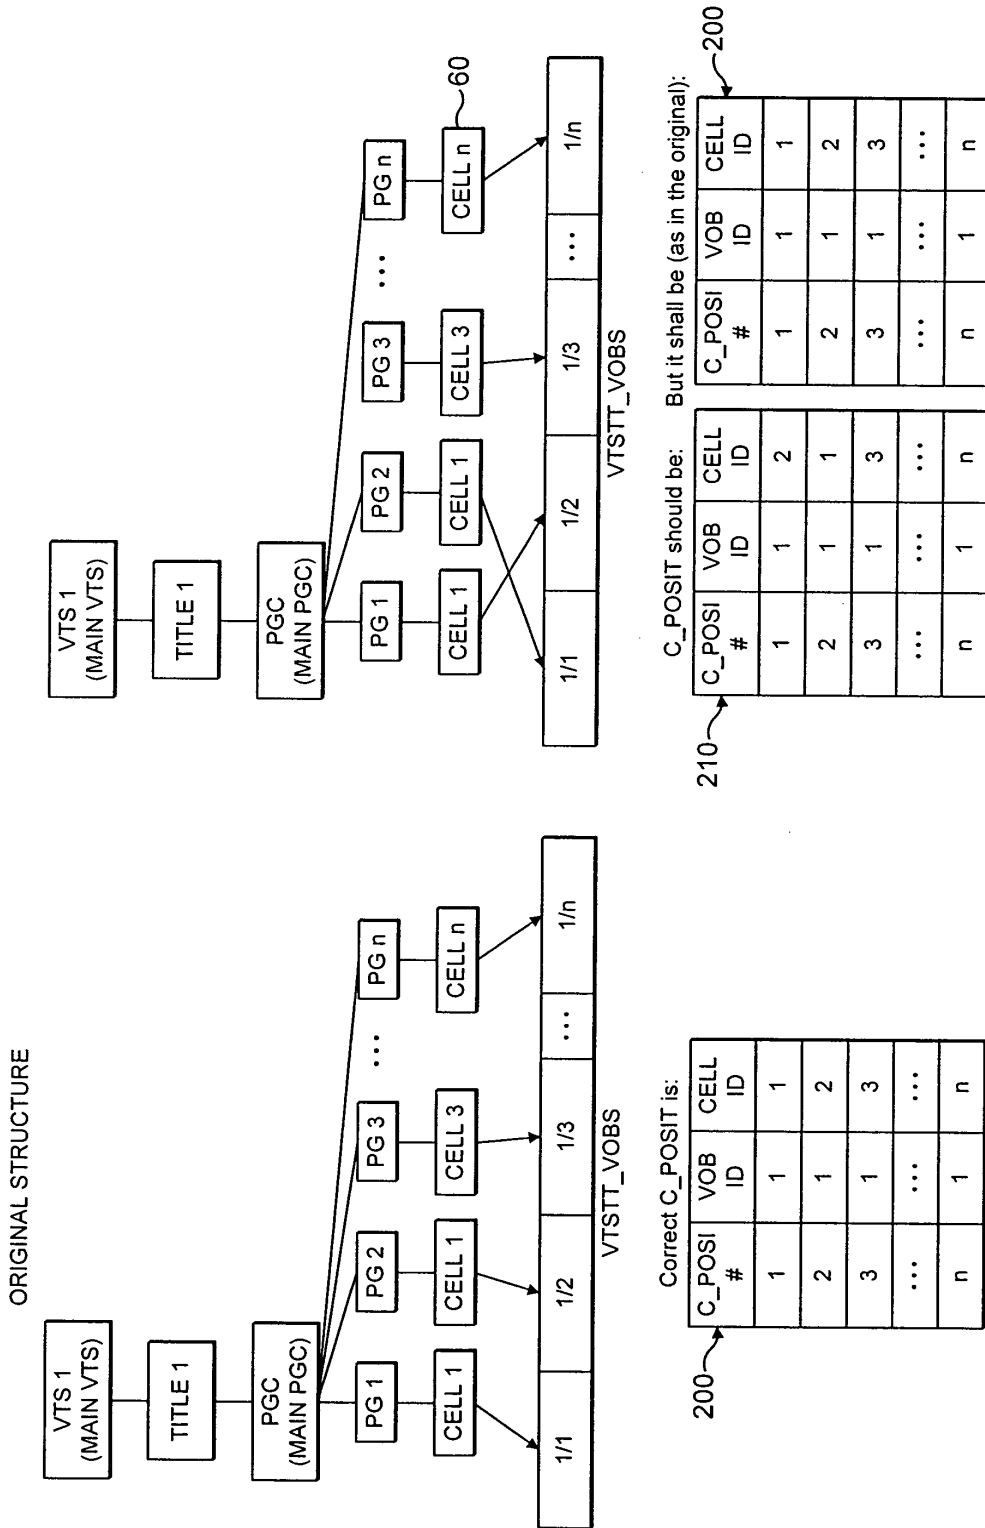 ORIGINAL STRUCTURE
VTS 1
(MAIN VTS)
TITLE 1
PGC
(MAIN PGC)
PG 1
PG 2
PG 3
...
PG n
CELL 1
CELL 1
CELL 3
CELL n
1/1
1/2
1/3
...
1/n
VTSTT_VOBS
Correct C_POSIT is:
200
C_POSI # VOB ID CELL ID
1 1 1
2 1 2
3 1 3
... ... ...
n 1 n
VTS 1
(MAIN VTS)
TITLE 1
PGC
(MAIN PGC)
PG 1
PG 2
PG 3
...
PG n
CELL 1
CELL 1
CELL 3
CELL n
60
1/1
1/2
1/3
...
1/n
VTSTT_VOBS
C_POSIT should be:
210
C_POSI # VOB ID CELL ID
1 1 2
2 1 1
3 1 3
... ... ...
n 1 n
But it shall be (as in the original):
200
C_POSI # VOB ID CELL ID
1 1 1
2 1 2
3 1 3
... ... ...
n 1 n